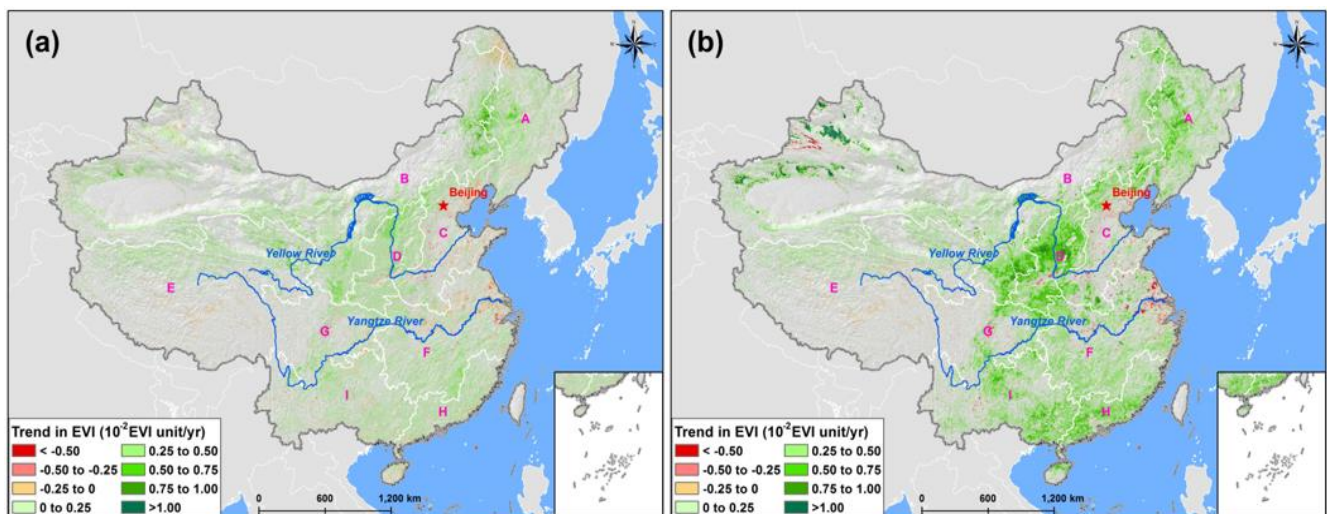 (a)
N
A
B
Beijing
C
Yellow River
D
E
Yangtze River
G
F
I
H
Trend in EVI (10-2EVI unit/yr)
< -0.50 0.25 to 0.50
-0.50 to -0.25 0.50 to 0.75
-0.25 to 0 0.75 to 1.00
0 to 0.25 >1.00
0 600 1,200 km
(b)
N
A
B
Beijing
C
Yellow River
E
Yangtze River
G
F
I
H
Trend in EVI (10-2EVI unit/yr)
< -0.50 0.25 to 0.50
-0.50 to -0.25 0.50 to 0.75
-0.25 to 0 0.75 to 1.00
0 to 0.25 >1.00
0 600 1,200 km